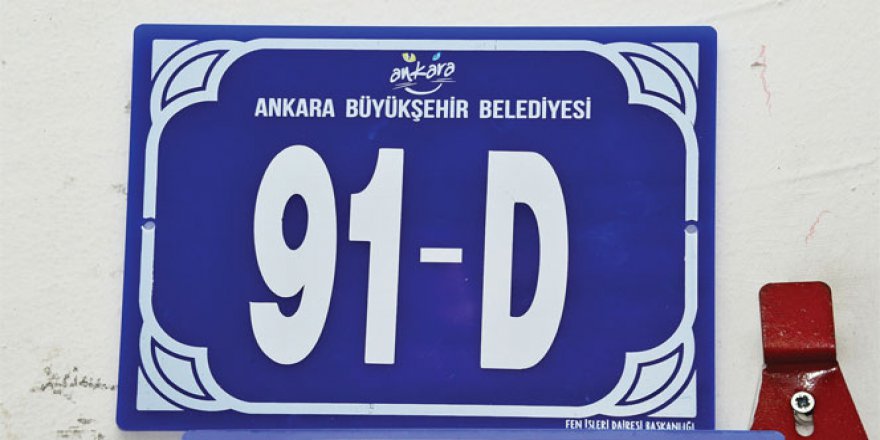 ankara
ANKARA BÜYÜKŞEHİR BELEDİYESİ
91-D
FEN İŞLERİ DAİRESİ BAŞKANLIĞI